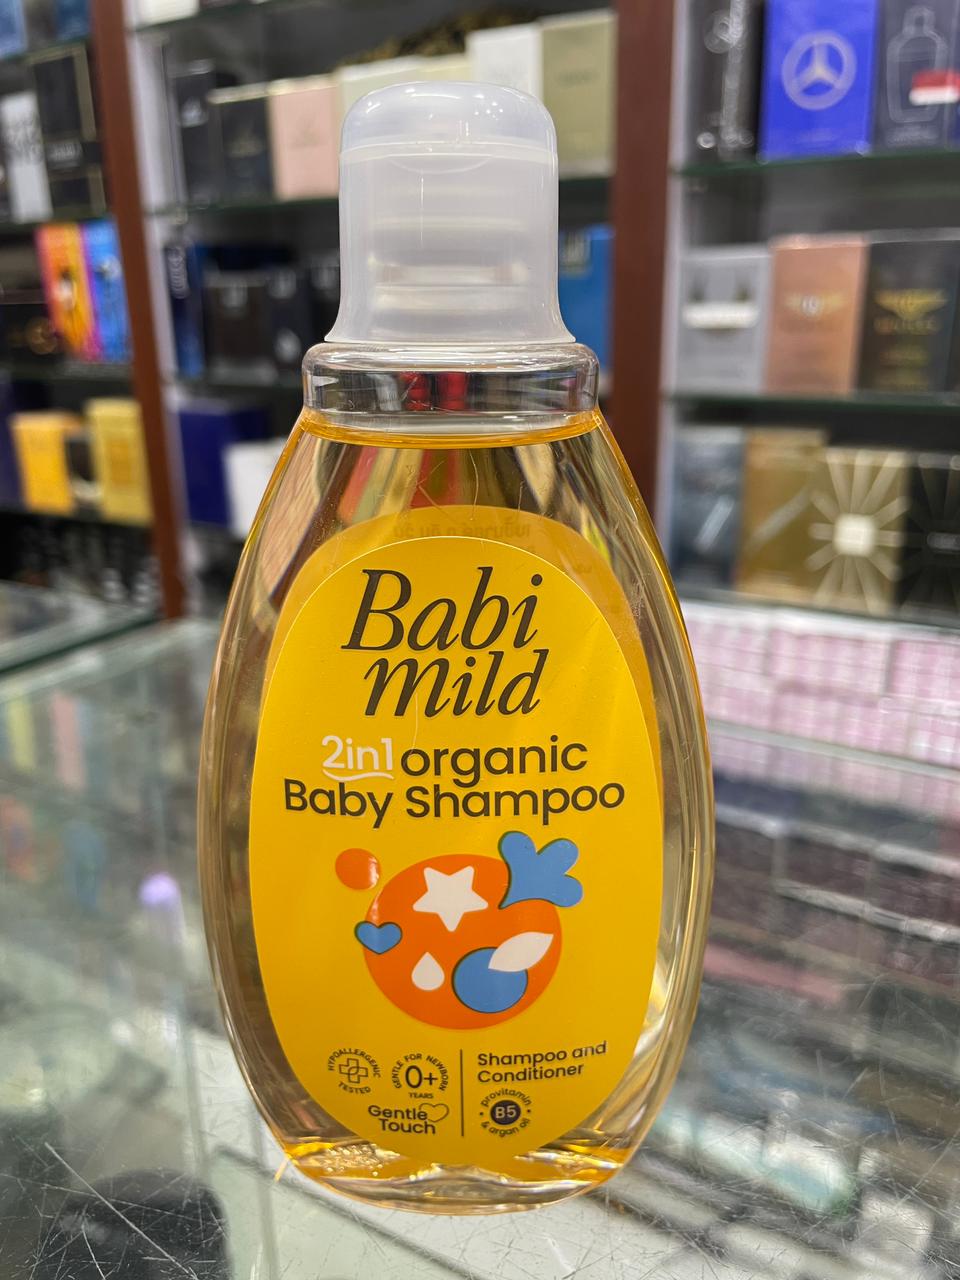 Babi
mild
2in1 organic
Baby Shampoo
HYPOALLERGENIC
TESTED
GENTLE FOR NEWBORN
0+
YEARS
Gentle
Touch
Shampoo and
Conditioner
provitamin
B5
& argan oil